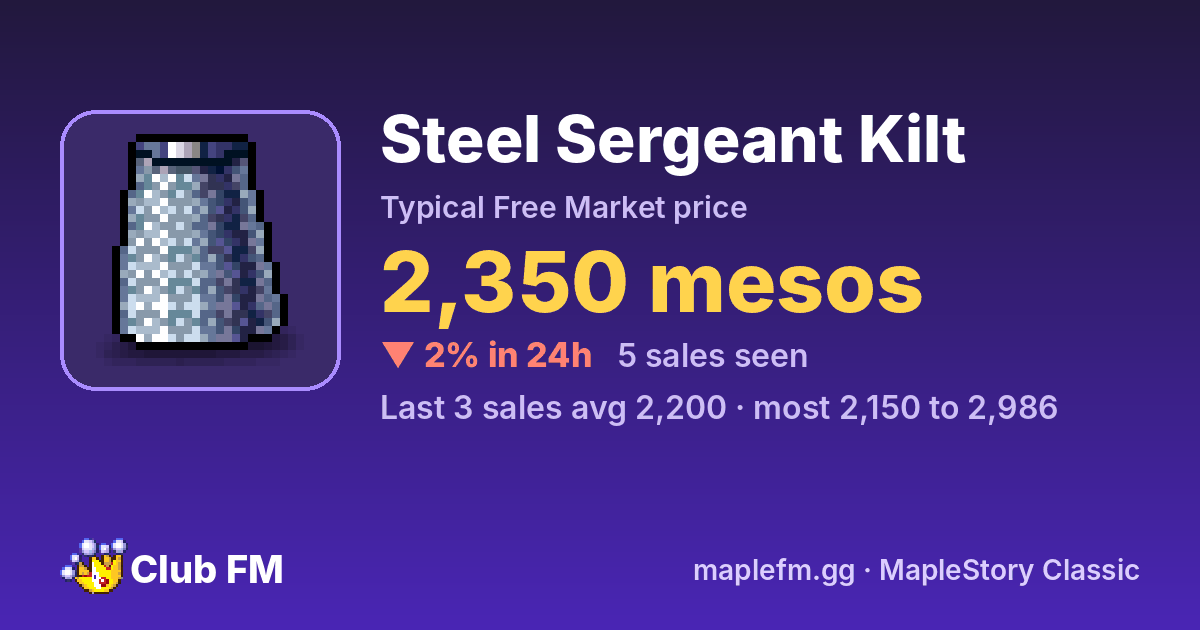 Steel Sergeant Kilt
Typical Free Market price
2,350 mesos
▼ 2% in 24h 5 sales seen
Last 3 sales avg 2,200 · most 2,150 to 2,986
Club FM
maplefm.gg · MapleStory Classic